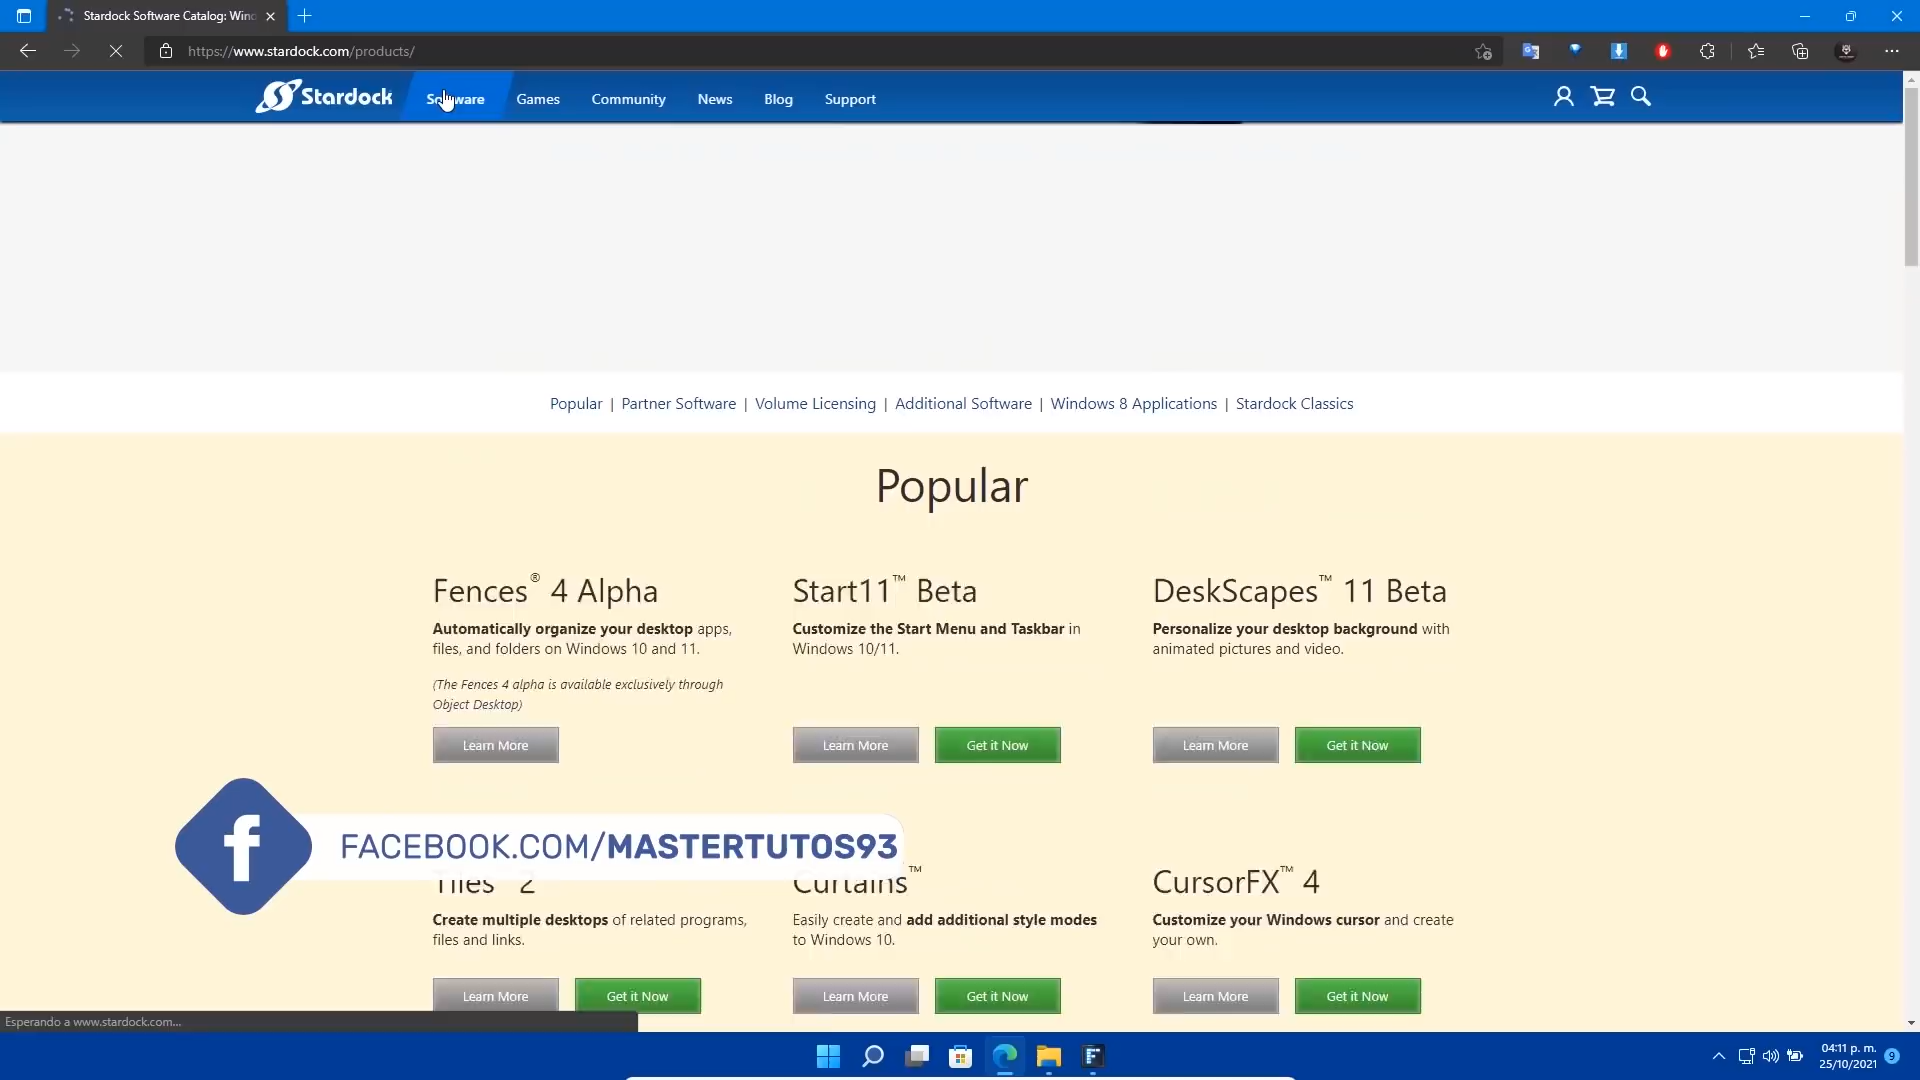 Stardock Software Catalog: Wind
https://www.stardock.com/products/
Stardock
Software
Games
Community
News
Blog
Support
Popular | Partner Software | Volume Licensing | Additional Software | Windows 8 Applications | Stardock Classics
Popular
Fences® 4 Alpha
Automatically organize your desktop apps,
files, and folders on Windows 10 and 11.
(The Fences 4 alpha is available exclusively through
Object Desktop)
Learn More
Start11™ Beta
Customize the Start Menu and Taskbar in
Windows 10/11.
Learn More
Get it Now
DeskScapes™ 11 Beta
Personalize your desktop background with
animated pictures and video.
Learn More
Get it Now
FACEBOOK.COM/MASTERTUTOS93
Tiles™ 2
Create multiple desktops of related programs,
files and links.
Learn More
Get it Now
Curtains™
Easily create and add additional style modes
to Windows 10.
Learn More
Get it Now
CursorFX™ 4
Customize your Windows cursor and create
your own.
Learn More
Get it Now
Esperando a www.stardock.com...
04:11 p. m.
25/10/2021
9